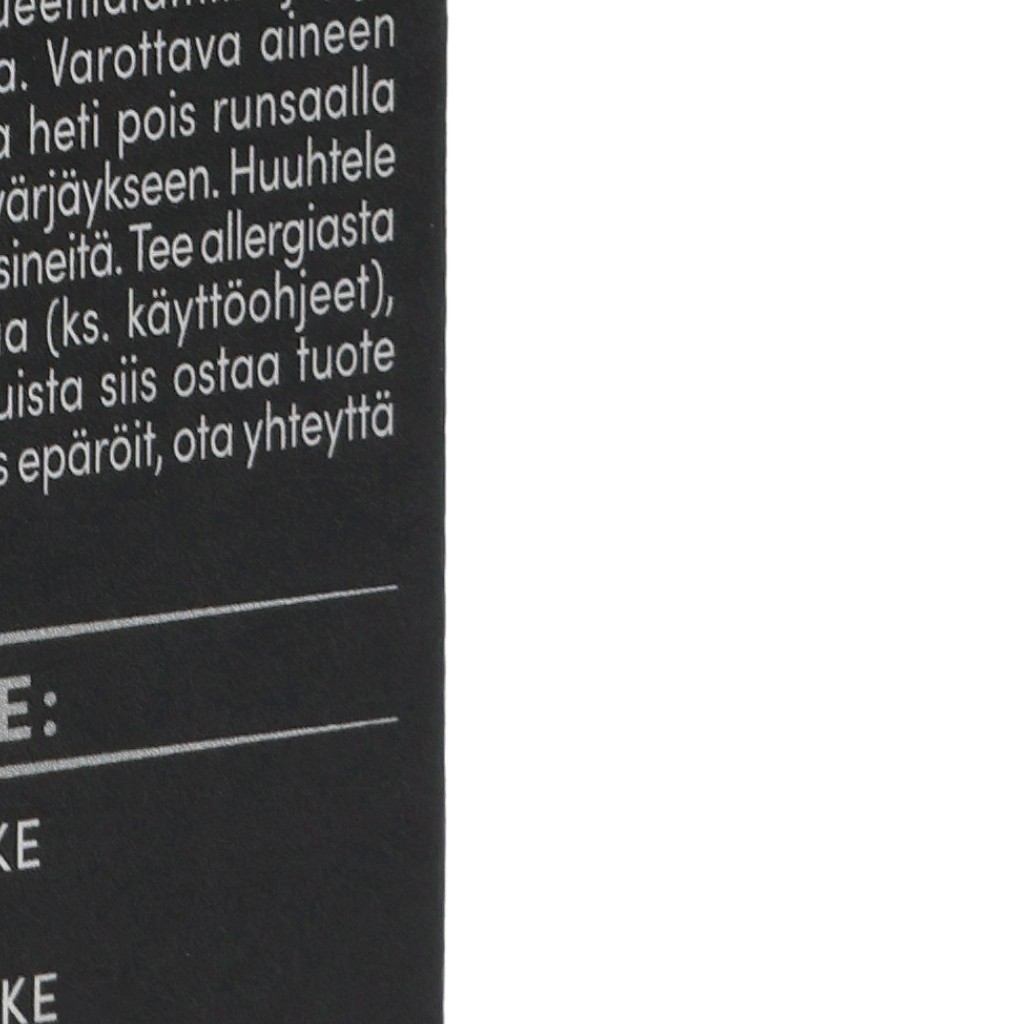 a. Varottava aineen
a heti pois runsaalla
värjäykseen. Huuhtele
sineitä. Tee allergiasta
a (ks. käyttöohjeet),
uista siis ostaa tuote
s epäröit, ota yhteyttä
E:
KE
KE